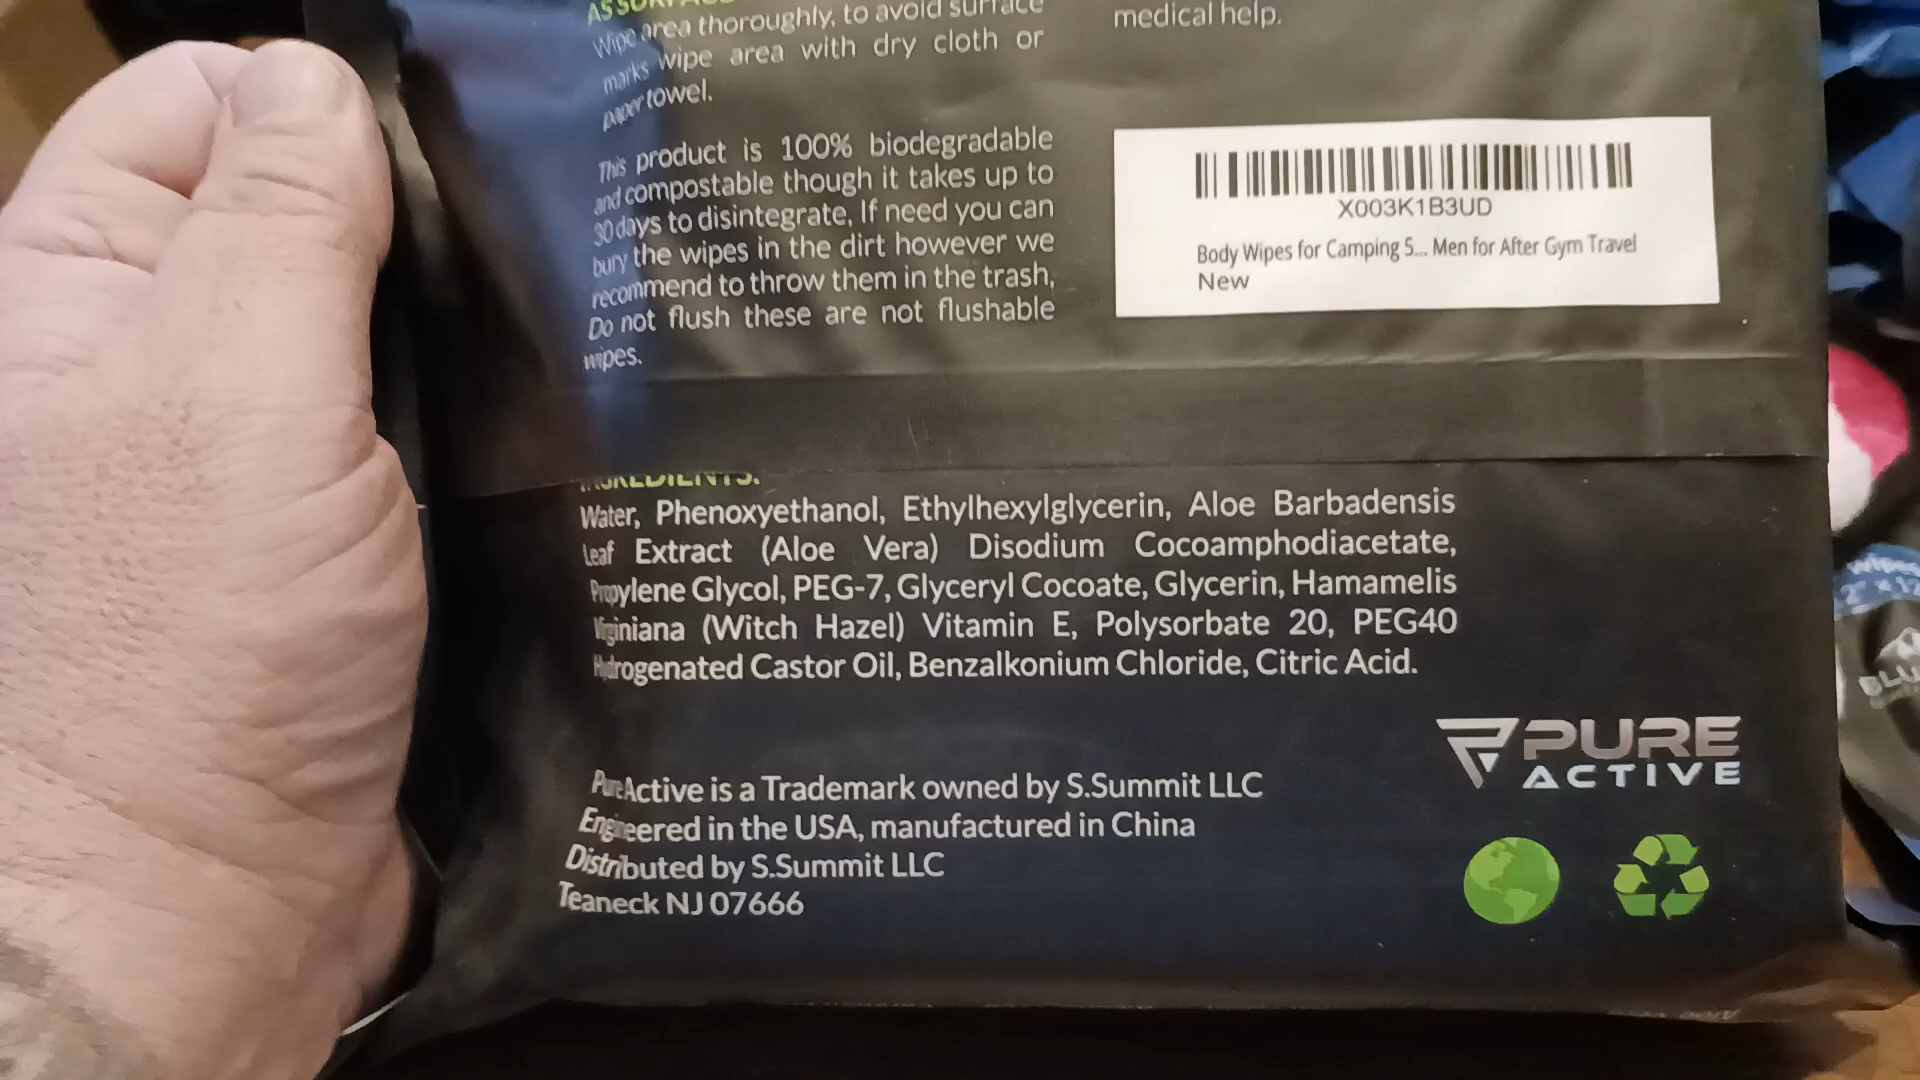 Wipe area thoroughly, to avoid surface
marks wipe area with dry cloth or
paper towel.
This product is 100% biodegradable
and compostable though it takes up to
30 days to disintegrate, If need you can
bury the wipes in the dirt however we
recommend to throw them in the trash,
Do not flush these are not flushable
wipes.
medical help.
X003K1B3UD
Body Wipes for Camping 5... Men for After Gym Travel
New
INGREDIENTS:
Water, Phenoxyethanol, Ethylhexylglycerin, Aloe Barbadensis
Leaf Extract (Aloe Vera) Disodium Cocoamphodiacetate,
Propylene Glycol, PEG-7, Glyceryl Cocoate, Glycerin, Hamamelis
Virginiana (Witch Hazel) Vitamin E, Polysorbate 20, PEG40
Hydrogenated Castor Oil, Benzalkonium Chloride, Citric Acid.
PURE
ACTIVE
PureActive is a Trademark owned by S.Summit LLC
Engineered in the USA, manufactured in China
Distributed by S.Summit LLC
Teaneck NJ 07666